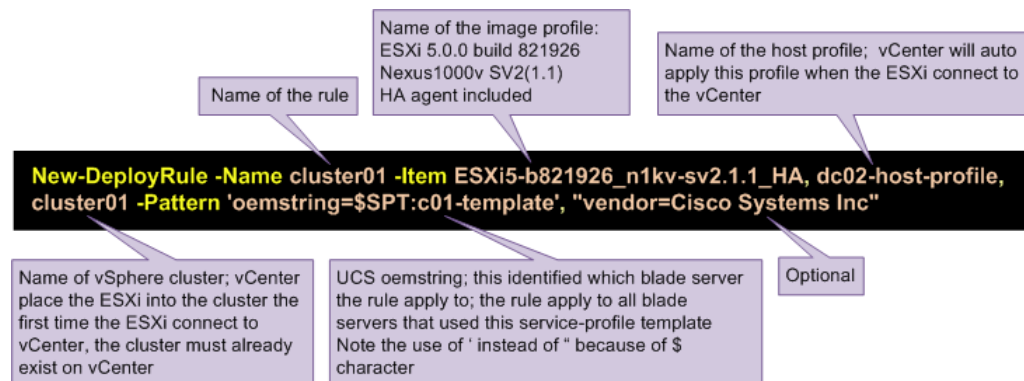 Name of the image profile:
ESXi 5.0.0 build 821926
Nexus1000v SV2(1.1)
HA agent included
Name of the host profile;  vCenter will auto
apply this profile when the ESXi connect to
the vCenter
Name of the rule
New-DeployRule -Name cluster01 -Item ESXi5-b821926_n1kv-sv2.1.1_HA, dc02-host-profile,
cluster01 -Pattern 'oemstring=$SPT:c01-template', "vendor=Cisco Systems Inc"
Name of vSphere cluster; vCenter
place the ESXi into the cluster the
first time the ESXi connect to
vCenter, the cluster must already
exist on vCenter
UCS oemstring; this identified which blade server
the rule apply to; the rule apply to all blade
servers that used this service-profile template
Note the use of ‘ instead of “ because of $
character
Optional